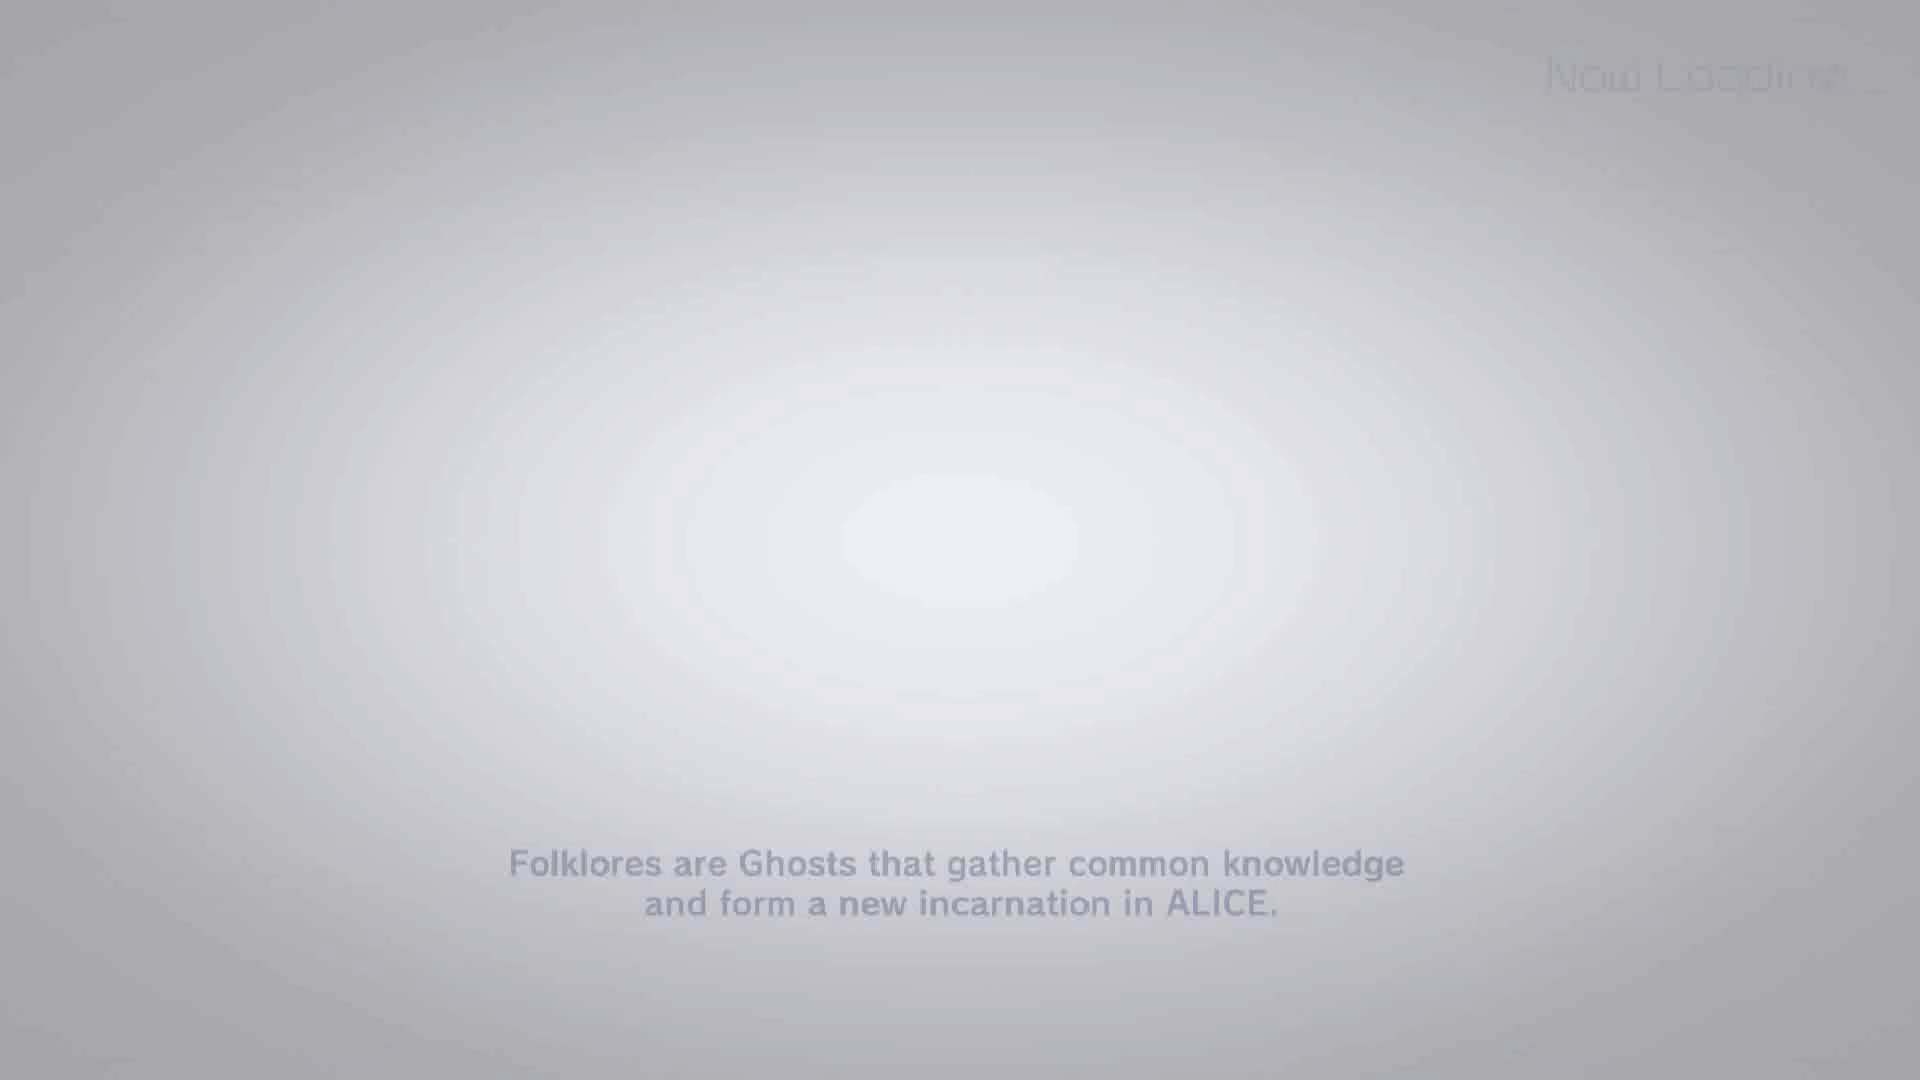 Now Loading...
Folklores are Ghosts that gather common knowledge
and form a new incarnation in ALICE.